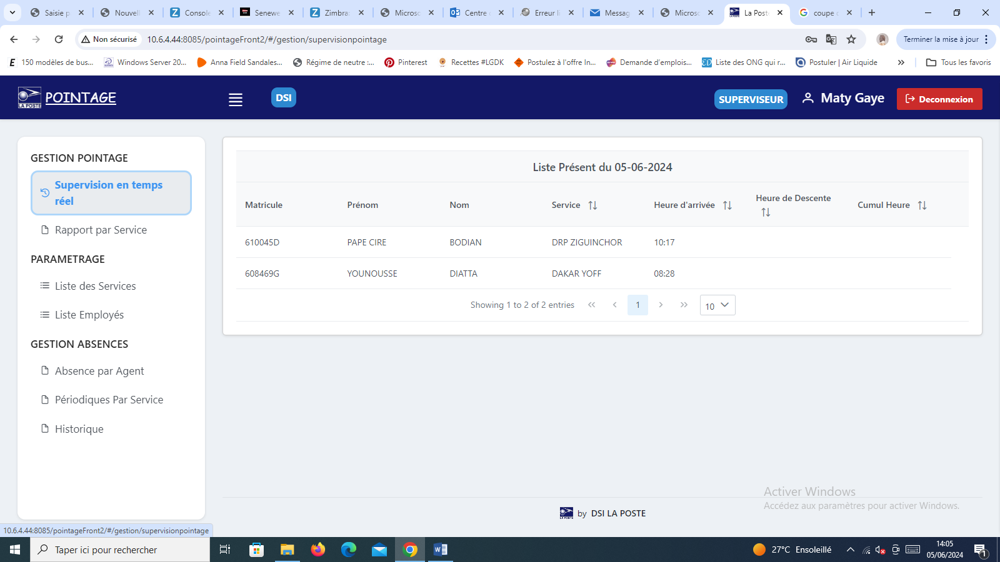 Saisie p
Nouvell
Console
Senewe
Zimbra:
Microso
Centre
Erreur li
Messag
Microso
La Poste
coupe
Non sécurisé
10.6.4.44:8085/pointageFront2/#/gestion/supervisionpointage
Terminer la mise à jour
150 modèles de bus...
Windows Server 20...
Anna Field Sandales...
Régime de neutre :...
Pinterest
Recettes #LGDK
Postulez à l'offre In...
Demande d'emplois...
Liste des ONG qui r...
Postuler | Air Liquide
Tous les favoris
LA POSTE
POINTAGE
DSI
SUPERVISEUR
Maty Gaye
Deconnexion
GESTION POINTAGE
Supervision en temps
réel
Rapport par Service
PARAMETRAGE
Liste des Services
Liste Employés
GESTION ABSENCES
Absence par Agent
Périodiques Par Service
Historique
Liste Présent du 05-06-2024
Matricule Prénom Nom Service Heure d'arrivée Heure de Descente Cumul Heure
610045D PAPE CIRE BODIAN DRP ZIGUINCHOR 10:17
608469G YOUNOUSSE DIATTA DAKAR YOFF 08:28
Showing 1 to 2 of 2 entries << < 1 > >> 10
Activer Windows
Accédez aux paramètres pour activer Windows.
by DSI LA POSTE
10.6.4.44:8085/pointageFront2/#/gestion/supervisionpointage
Taper ici pour rechercher
27°C Ensoleillé
14:05
05/06/2024
1